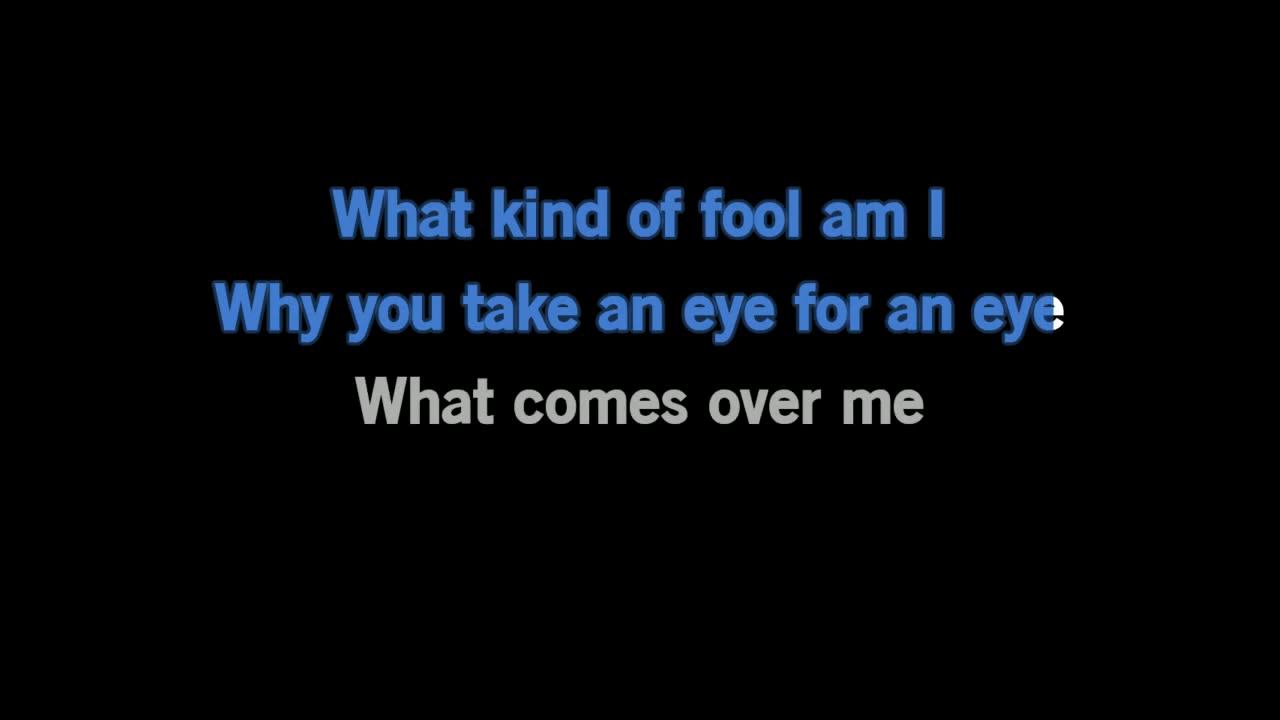 What kind of fool am I
Why you take an eye for an eye
What comes over me